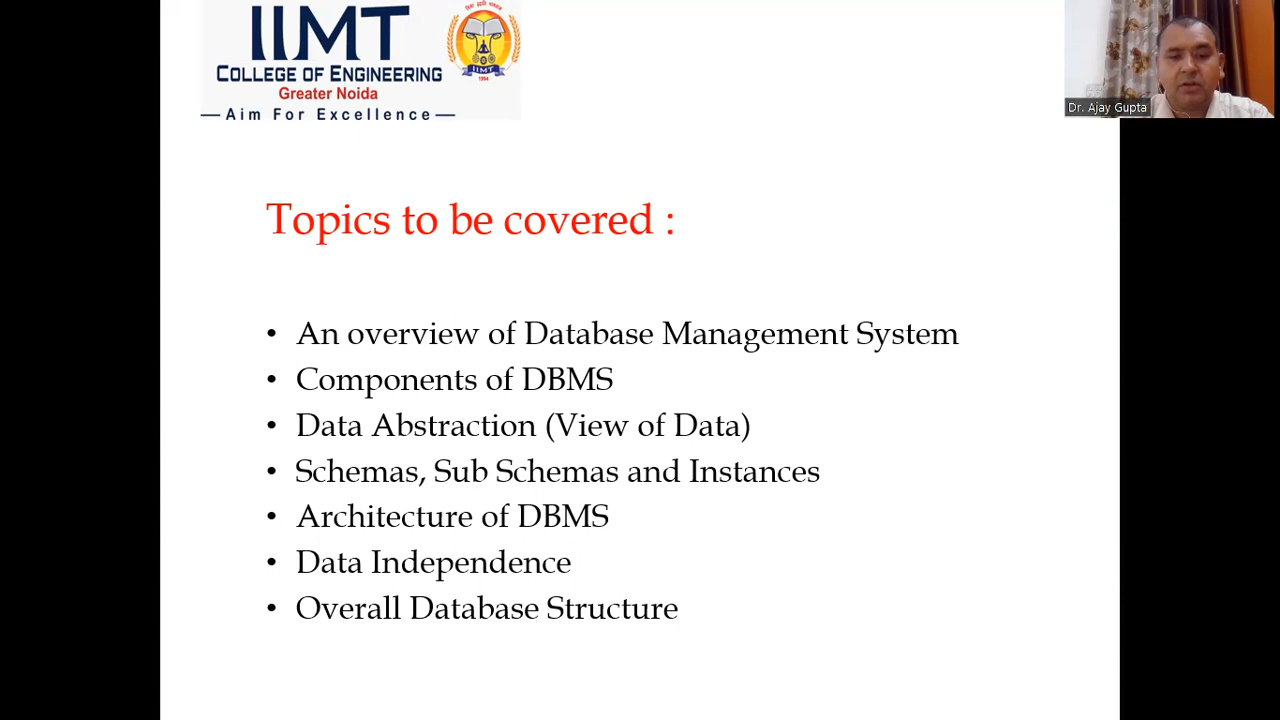 IIMT
COLLEGE OF ENGINEERING
Greater Noida
Aim For Excellence
IIMT
1994
Dr. Ajay Gupta
Topics to be covered :
• An overview of Database Management System
• Components of DBMS
• Data Abstraction (View of Data)
• Schemas, Sub Schemas and Instances
• Architecture of DBMS
• Data Independence
• Overall Database Structure